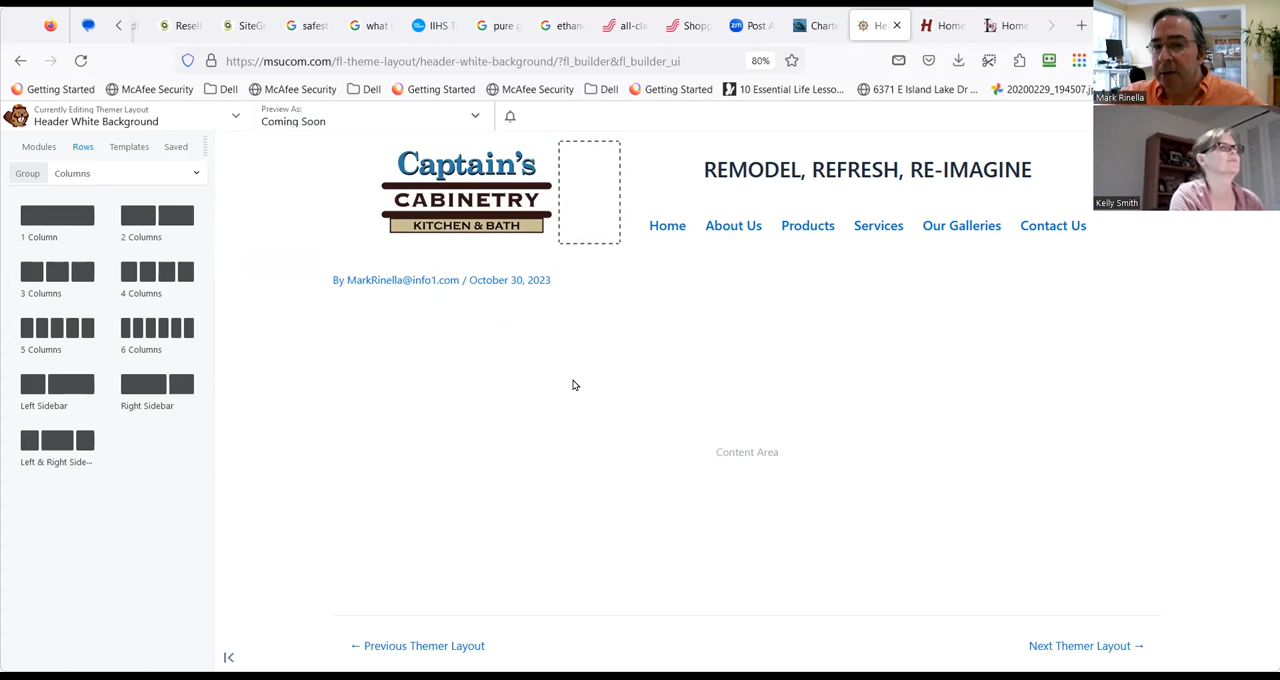 Resell
SiteG
safest
what i
IIHS T
pure g
ethan
all-cla
Shopp
zm
Post A
Charte
He
Home
Home
https://msucom.com/fl-theme-layout/header-white-background/?fl_builder&fl_builder_ui
80%
Getting Started
McAfee Security
Dell
McAfee Security
Dell
Getting Started
McAfee Security
Dell
Getting Started
10 Essential Life Lesso...
6371 E Island Lake Dr ...
20200229_194507.j
Mark Rinella
Kelly Smith
Currently Editing Themer Layout
Header White Background
Preview As:
Coming Soon
Modules
Rows
Templates
Saved
Group
Columns
1 Column
2 Columns
3 Columns
4 Columns
5 Columns
6 Columns
Left Sidebar
Right Sidebar
Left & Right Side···
Captain's
CABINETRY
KITCHEN & BATH
REMODEL, REFRESH, RE-IMAGINE
Home
About Us
Products
Services
Our Galleries
Contact Us
By MarkRinella@info1.com / October 30, 2023
Content Area
← Previous Themer Layout
Next Themer Layout →